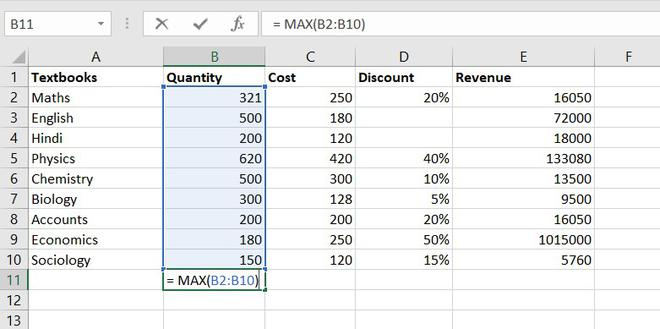 B11 fx = MAX(B2:B10)
A B C D E F
1 Textbooks Quantity Cost Discount Revenue
2 Maths 321 250 20% 16050
3 English 500 180 72000
4 Hindi 200 120 18000
5 Physics 620 420 40% 133080
6 Chemistry 500 300 10% 13500
7 Biology 300 128 5% 9500
8 Accounts 200 200 20% 16050
9 Economics 180 250 50% 1015000
10 Sociology 150 120 15% 5760
11 = MAX(B2:B10)
12
13